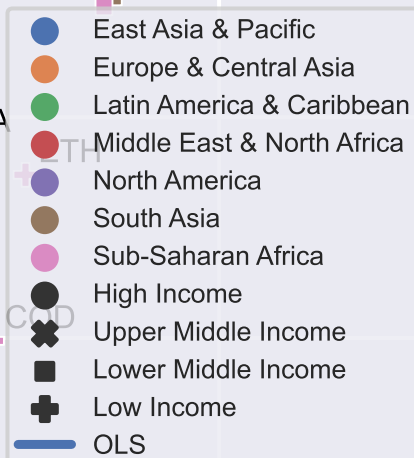 East Asia & Pacific
Europe & Central Asia
Latin America & Caribbean
Middle East & North Africa
ETH
North America
South Asia
Sub-Saharan Africa
High Income
COD
Upper Middle Income
Lower Middle Income
Low Income
OLS